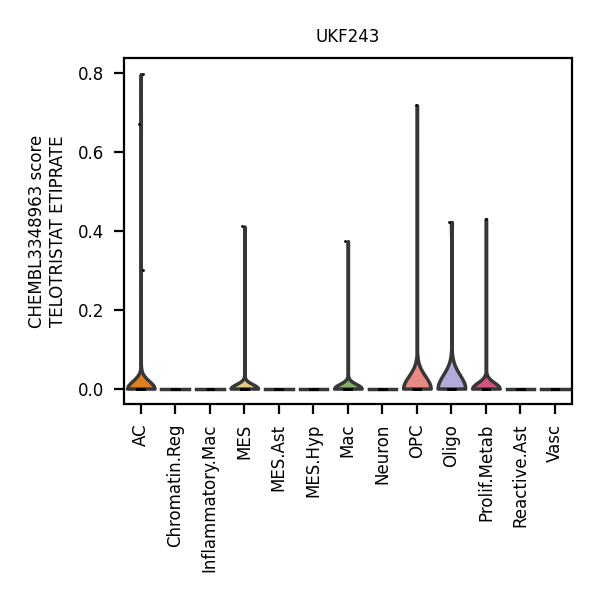 UKF243
CHEMBL3348963 score
TELOTRISTAT ETIPRATE
0.8
0.6
0.4
0.2
0.0
AC
Chromatin.Reg
Inflammatory.Mac
MES
MES.Ast
MES.Hyp
Mac
Neuron
OPC
Oligo
Prolif.Metab
Reactive.Ast
Vasc